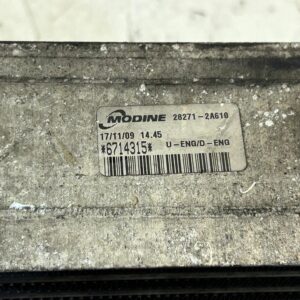 MODINE 28271-2A610
17/11/09 14.45
*6714315* U-ENG/D-ENG